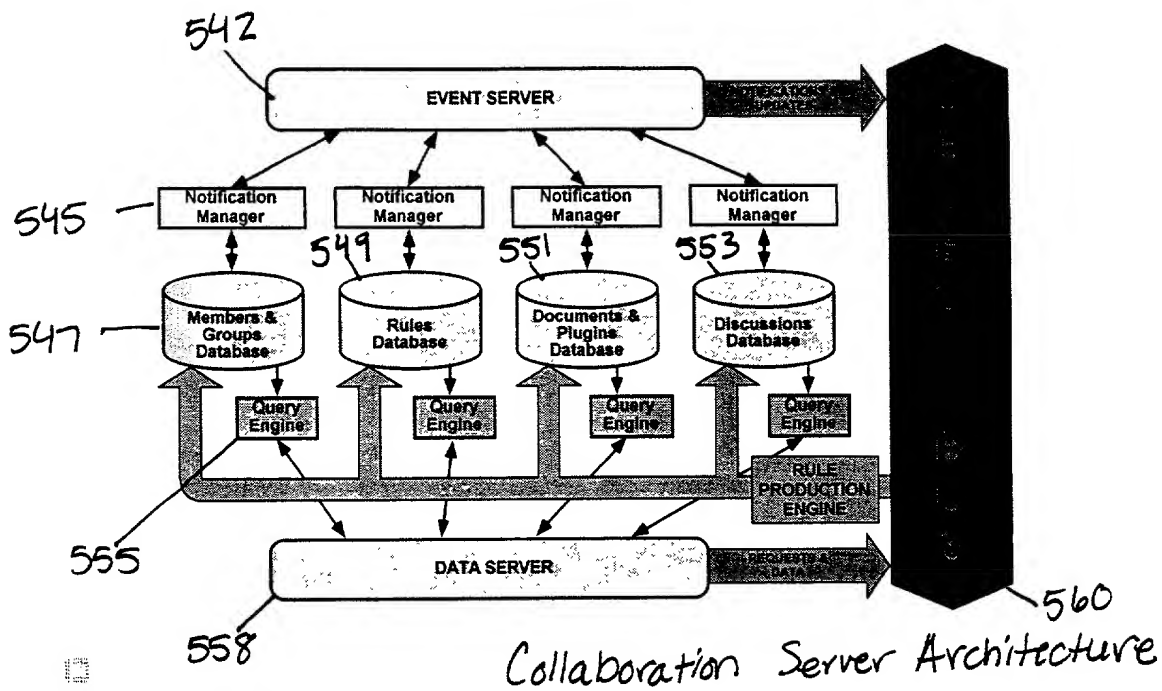 542
EVENT SERVER
545
Notification
Manager
Notification
Manager
Notification
Manager
Notification
Manager
549
551
553
547
Members &
Groups
Database
Rules
Database
Documents &
Plugins
Database
Discussions
Database
Query
Engine
Query
Engine
Query
Engine
Query
Engine
RULE
PRODUCTION
ENGINE
555
DATA SERVER
558
560
Collaboration Server Architecture